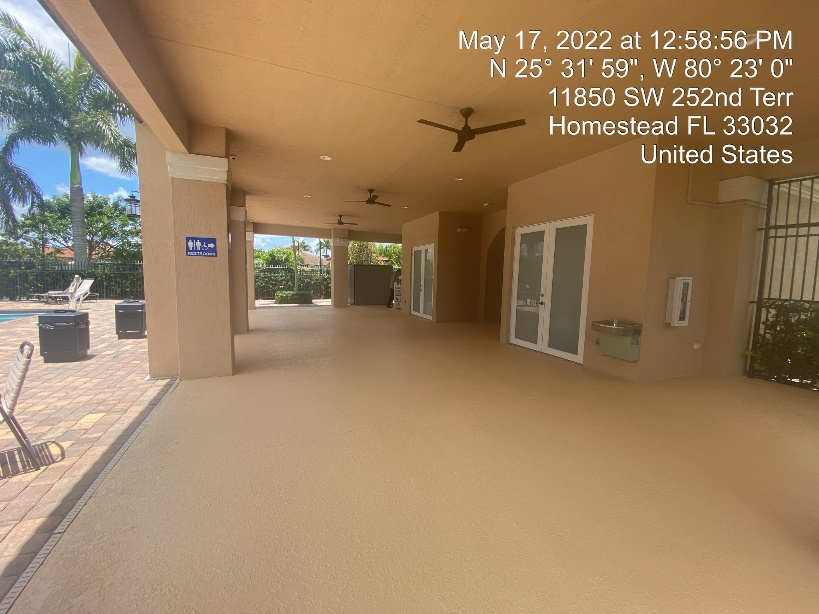 May 17, 2022 at 12:58:56 PM
N 25° 31' 59", W 80° 23' 0"
11850 SW 252nd Terr
Homestead FL 33032
United States
RESTROOMS